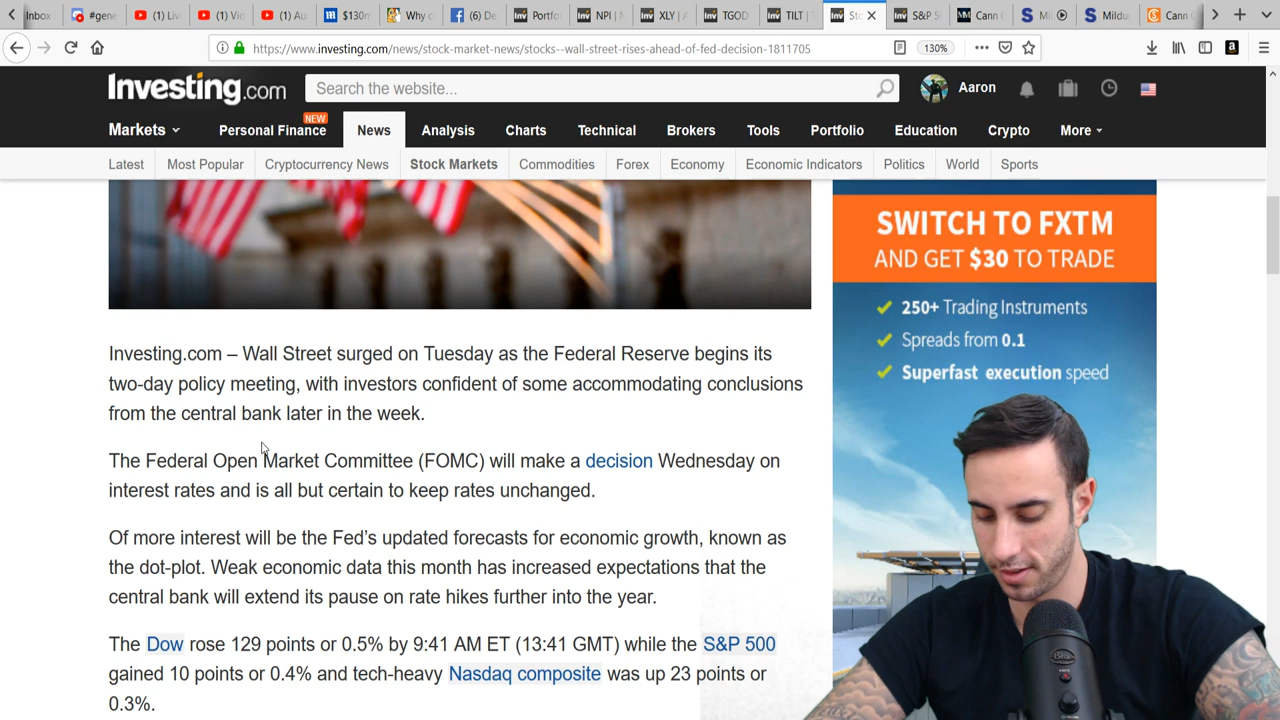 Inbox
#gene
(1) Liv
(1) Vid
(1) Au
$130m
Why c
(6) De
Portfo
NPI | N
XLY | A
TGOD
TILT | T
Sto
S&P 5
Cann C
Mil
Mildu
Cann C
https://www.investing.com/news/stock-market-news/stocks--wall-street-rises-ahead-of-fed-decision-1811705
130%
Investing.com
Search the website...
Aaron
NEW
Markets
Personal Finance
News
Analysis
Charts
Technical
Brokers
Tools
Portfolio
Education
Crypto
More
Latest
Most Popular
Cryptocurrency News
Stock Markets
Commodities
Forex
Economy
Economic Indicators
Politics
World
Sports
Investing.com – Wall Street surged on Tuesday as the Federal Reserve begins its
two-day policy meeting, with investors confident of some accommodating conclusions
from the central bank later in the week.
The Federal Open Market Committee (FOMC) will make a decision Wednesday on
interest rates and is all but certain to keep rates unchanged.
Of more interest will be the Fed's updated forecasts for economic growth, known as
the dot-plot. Weak economic data this month has increased expectations that the
central bank will extend its pause on rate hikes further into the year.
The Dow rose 129 points or 0.5% by 9:41 AM ET (13:41 GMT) while the S&P 500
gained 10 points or 0.4% and tech-heavy Nasdaq composite was up 23 points or
0.3%.
SWITCH TO FXTM
AND GET $30 TO TRADE
250+ Trading Instruments
Spreads from 0.1
Superfast execution speed